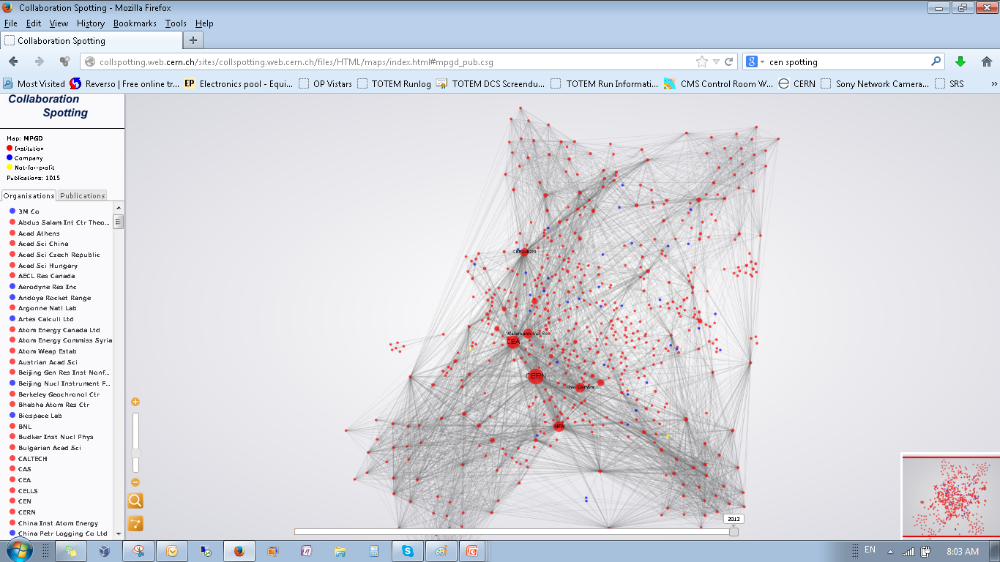 Collaboration Spotting - Mozilla Firefox
File Edit View History Bookmarks Tools Help
Collaboration Spotting
collspotting.web.cern.ch/sites/collspotting.web.cern.ch/files/HTML/maps/index.html#mpgd_pub.csg
cen spotting
Most Visited Reverso | Free online tr... EP Electronics pool - Equi... OP Vistars TOTEM Runlog TOTEM DCS Screendu... TOTEM Run Informati... CMS Control Room W... CERN Sony Network Camera... SRS »
Collaboration
Spotting
Map: MPGD
Institution
Company
Not-for-profit
Publications: 1015
Organisations Publications
3M Co
Abdus Salam Int Ctr Theo...
Acad Athens
Acad Sci China
Acad Sci Czech Republic
Acad Sci Hungary
AECL Res Canada
Aerodyne Res Inc
Andoya Rocket Range
Argonne Natl Lab
Artes Calculi Ltd
Atom Energy Canada Ltd
Atom Energy Commiss Syria
Atom Weap Estab
Austrian Acad Sci
Beijing Gen Res Inst Nonf...
Beijing Nucl Instrument F...
Berkeley Geochronol Ctr
Bhabha Atom Res Ctr
Biospace Lab
BNL
Budker Inst Nucl Phys
Bulgarian Acad Sci
CALTECH
CAS
CEA
CELLS
CEN
CERN
China Inst Atom Energy
China Petr Logging Co Ltd
CNRS-IN2P3
Weizmann Inst Sci
CEA
CERN
Univ Coimbra
INFN
2013
EN
8:03 AM